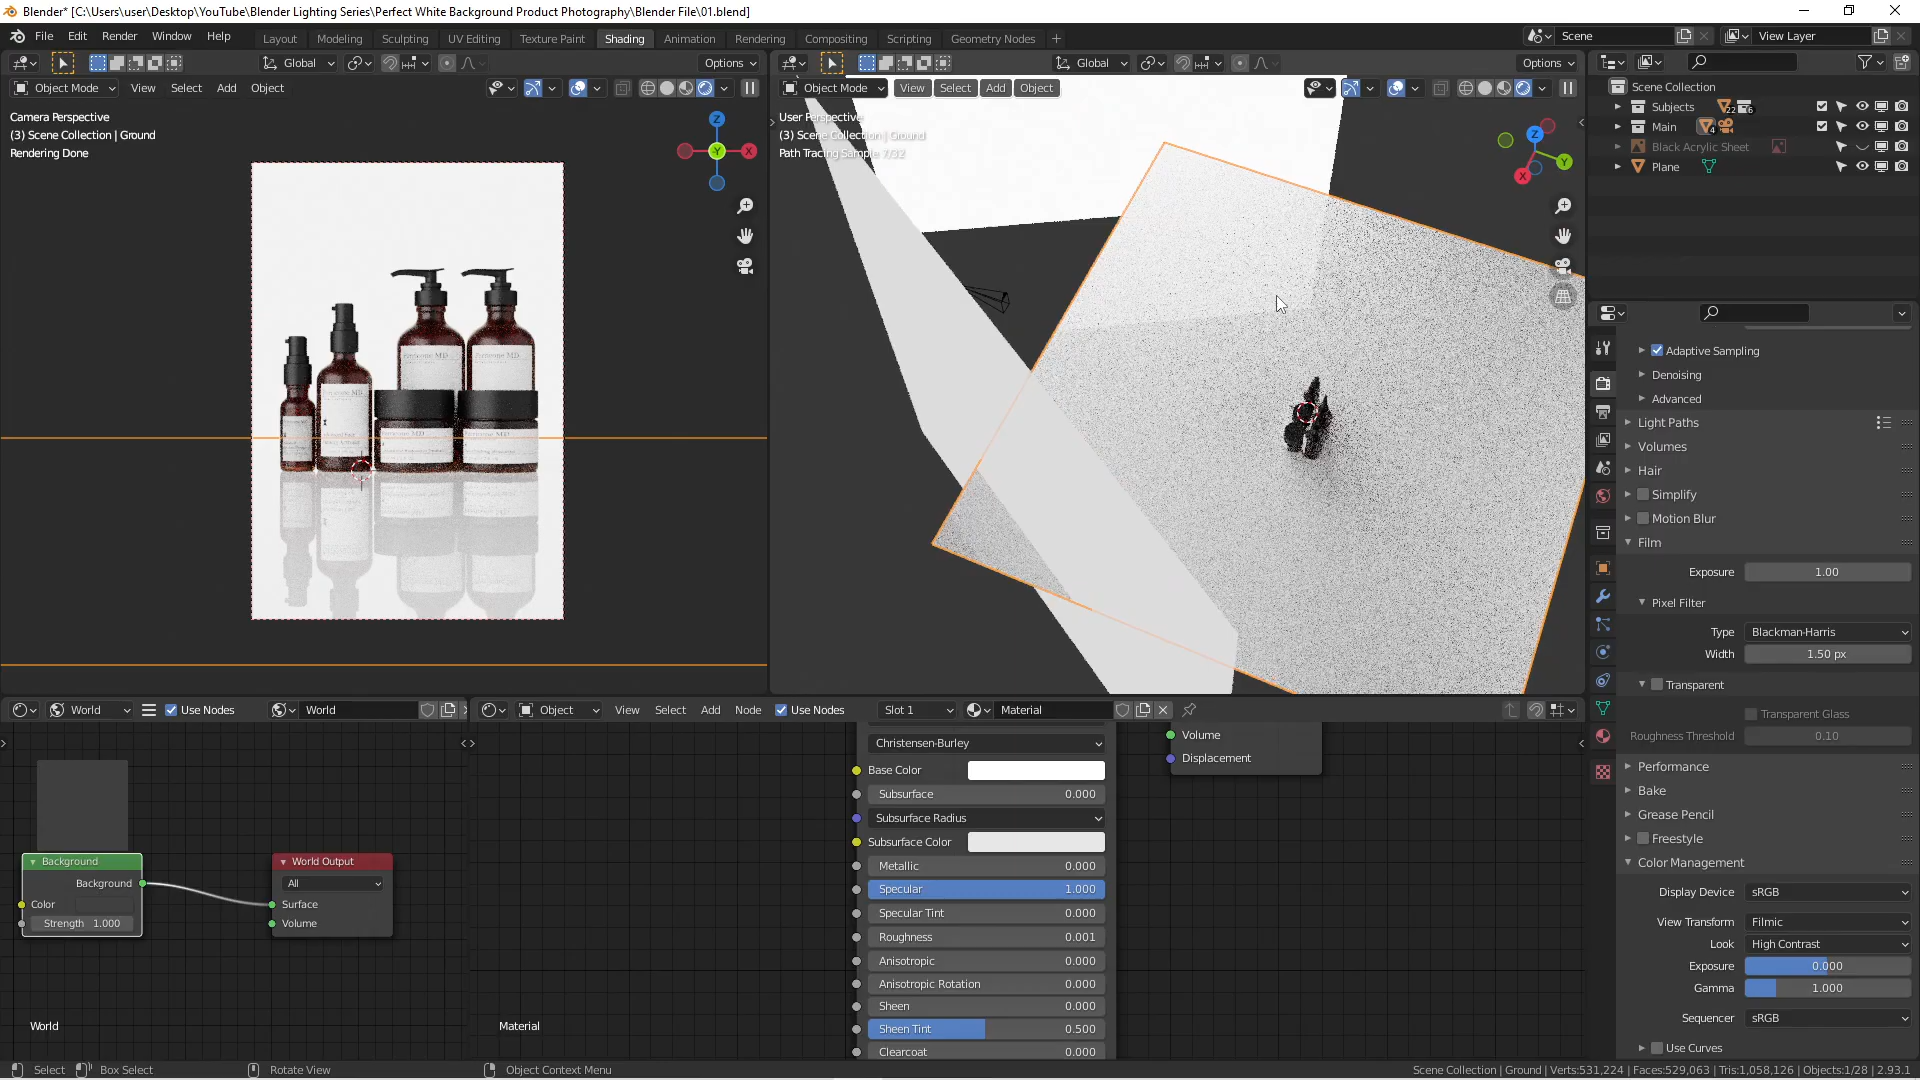 Blender* [C:\Users\user\Desktop\YouTube\Blender Lighting Series\Perfect White Background Product Photography\Blender File\01.blend]
File Edit Render Window Help Layout Modeling Sculpting UV Editing Texture Paint Shading Animation Rendering Compositing Scripting Geometry Nodes + Scene View Layer
Global Options Global Options
Object Mode View Select Add Object Object Mode View Select Add Object
Camera Perspective
(3) Scene Collection | Ground
Rendering Done
Z
Y
X
User Perspective
(3) Scene Collection | Ground
Path Tracing Sample 7/32
Z
Y
X
Scene Collection
Subjects 22 6
Main 4
Black Acrylic Sheet
Plane
Adaptive Sampling
Denoising
Advanced
Light Paths
Volumes
Hair
Simplify
Motion Blur
Film
Exposure 1.00
Pixel Filter
Type Blackman-Harris
Width 1.50 px
Transparent
Transparent Glass
Roughness Threshold 0.10
Performance
Bake
Grease Pencil
Freestyle
Color Management
Display Device sRGB
View Transform Filmic
Look High Contrast
Exposure 0.000
Gamma 1.000
Sequencer sRGB
Use Curves
World Use Nodes World
Background
Background
Color
Strength 1.000
World Output
All
Surface
Volume
World
Object View Select Add Node Use Nodes Slot 1 Material
Christensen-Burley
Base Color
Subsurface 0.000
Subsurface Radius
Subsurface Color
Metallic 0.000
Specular 1.000
Specular Tint 0.000
Roughness 0.001
Anisotropic 0.000
Anisotropic Rotation 0.000
Sheen 0.000
Sheen Tint 0.500
Clearcoat 0.000
Volume
Displacement
Material
Select Box Select Rotate View Object Context Menu Scene Collection | Ground | Verts:531,224 | Faces:529,063 | Tris:1,058,126 | Objects:1/28 | 2.93.1